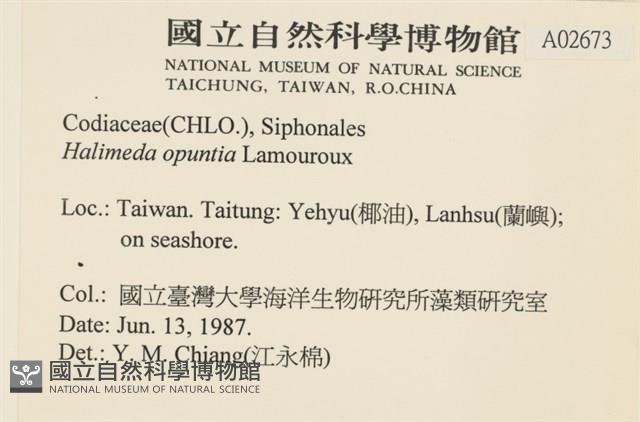 國立自然科學博物館
A02673
NATIONAL MUSEUM OF NATURAL SCIENCE
TAICHUNG, TAIWAN, R.O.CHINA
Codiaceae(CHLO.), Siphonales
Halimeda opuntia Lamouroux
Loc.: Taiwan. Taitung: Yehyu(椰油), Lanhsu(蘭嶼);
on seashore.
Col.: 國立臺灣大學海洋生物研究所藻類研究室
Date: Jun. 13, 1987.
Det.: Y. M. Chiang(江永棉)
國立自然科學博物館
NATIONAL MUSEUM OF NATURAL SCIENCE